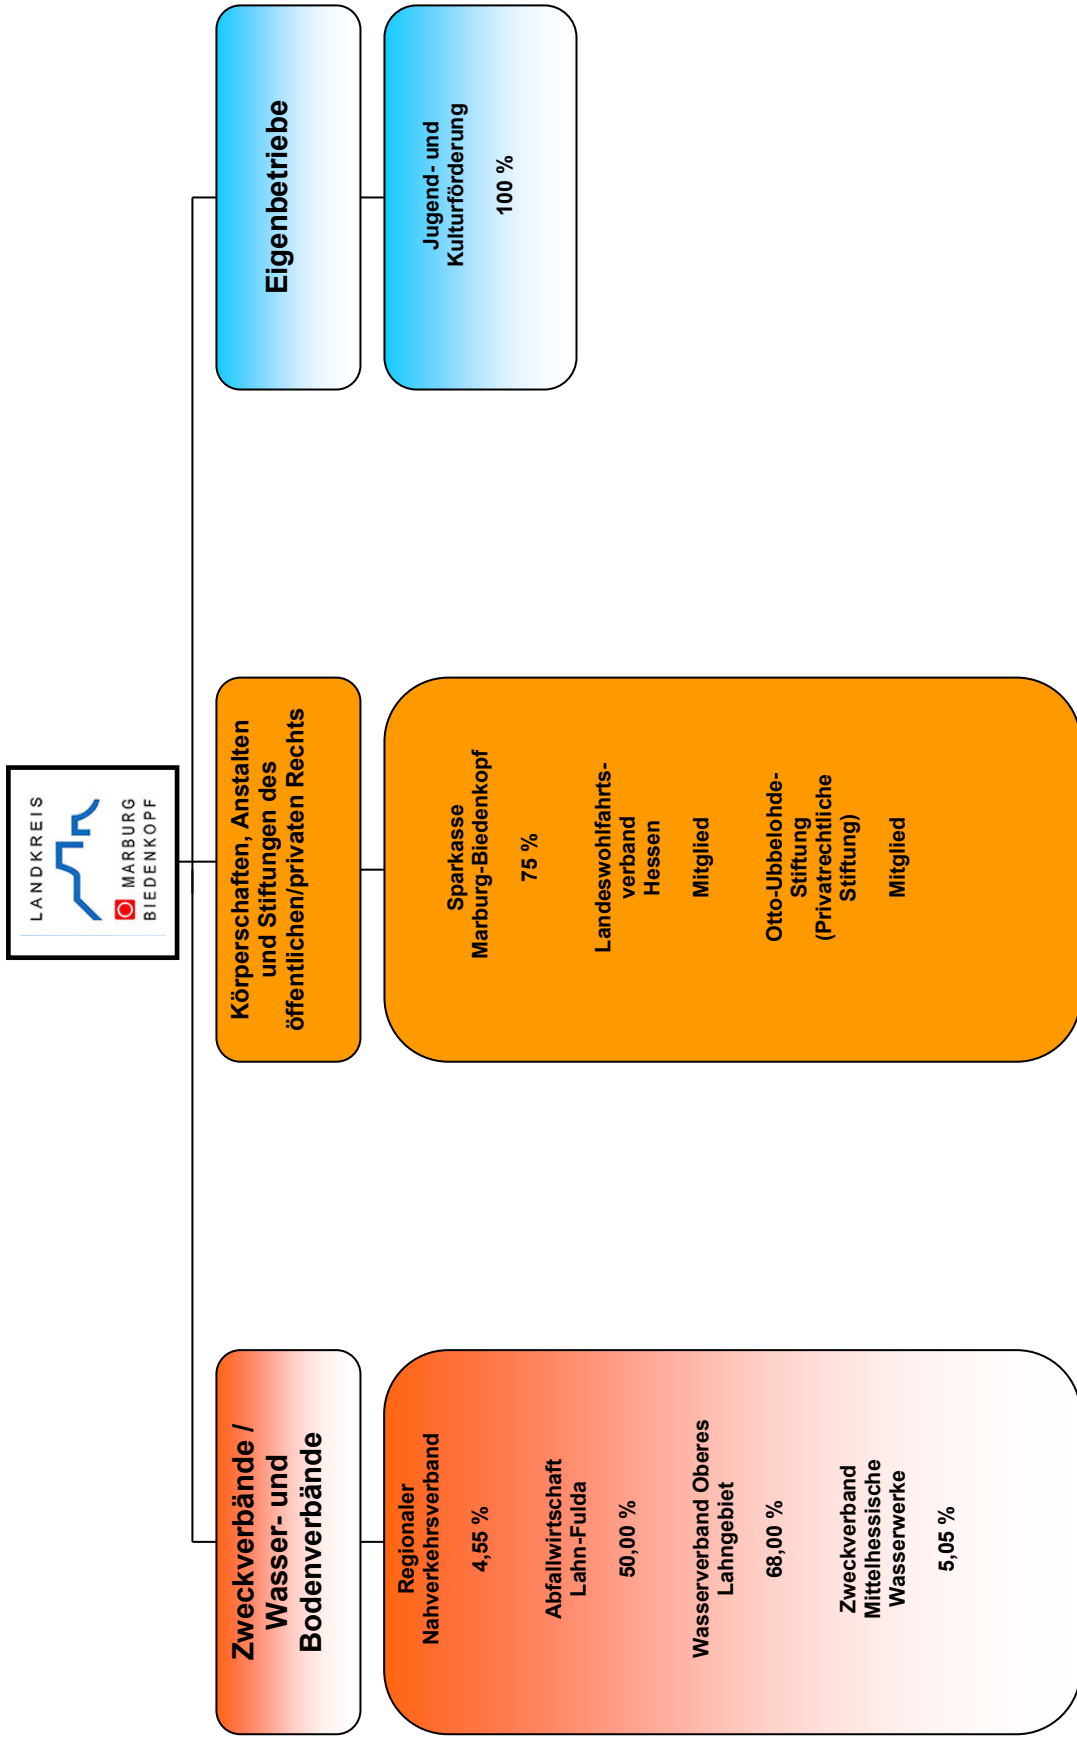 LANDKREIS
MARBURG
BIEDENKOPF
Zweckverbände /
Wasser- und
Bodenverbände
Regionaler
Nahverkehrsverband
4,55 %
Abfallwirtschaft
Lahn-Fulda
50,00 %
Wasserverband Oberes
Lahngebiet
68,00 %
Zweckverband
Mittelhessische
Wasserwerke
5,05 %
Körperschaften, Anstalten
und Stiftungen des
öffentlichen/privaten Rechts
Sparkasse
Marburg-Biedenkopf
75 %
Landeswohlfahrts-
verband
Hessen
Mitglied
Otto-Ubbelohde-
Stiftung
(Privatrechtliche
Stiftung)
Mitglied
Eigenbetriebe
Jugend- und
Kulturförderung
100 %